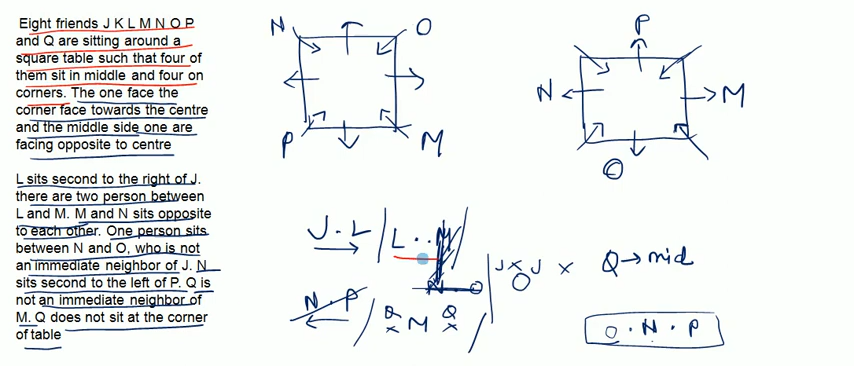 Eight friends J K L M N O P
and Q are sitting around a
square table such that four of
them sit in middle and four on
corners. The one face the
corner face towards the centre
and the middle side one are
facing opposite to centre
L sits second to the right of J.
there are two person between
L and M. M and N sits opposite
to each other. One person sits
between N and O, who is not
an immediate neighbor of J. N
sits second to the left of P. Q is
not an immediate neighbor of
M. Q does not sit at the corner
of table
N O
P M
P
N M
O
J . L
L . . M
N . P
Q M Q
x x
J x J x
O
Q → mid
O . N . P